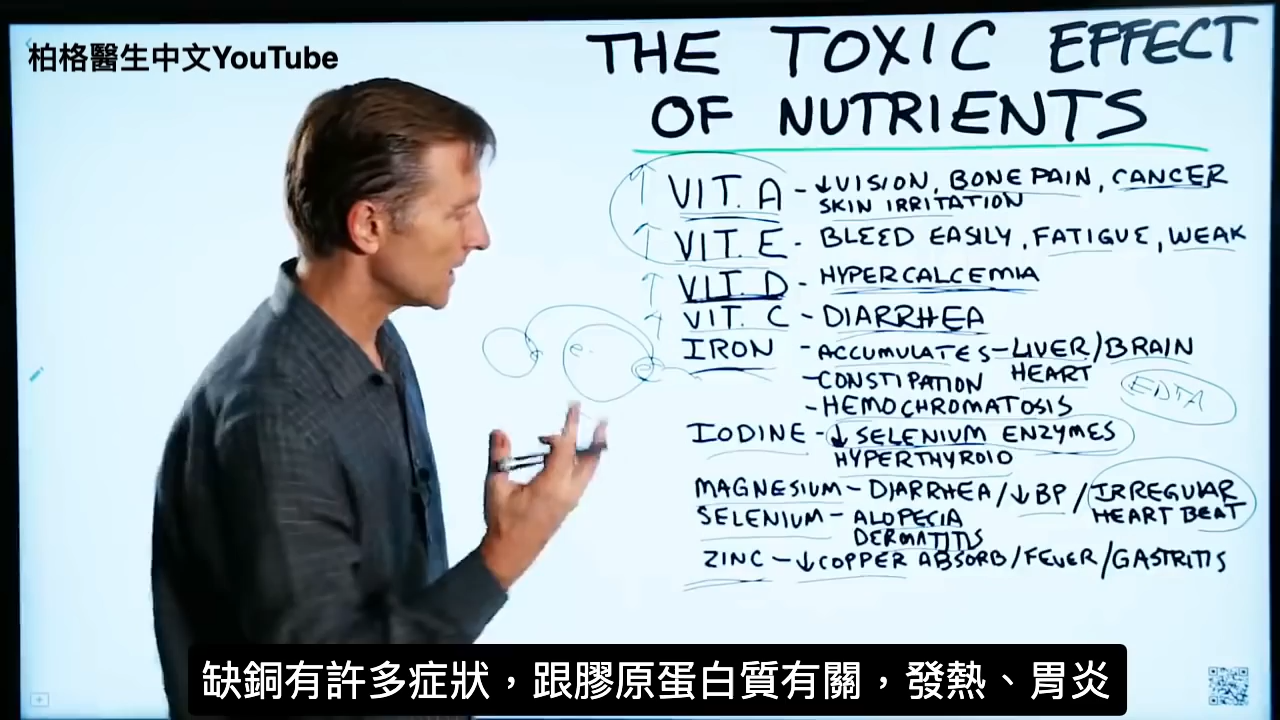 柏格醫生中文YouTube
THE TOXIC EFFECT
OF NUTRIENTS
↑ VIT. A - ↓VISION, BONE PAIN, CANCER
SKIN IRRITATION
↑ VIT. E - BLEED EASILY, FATIGUE, WEAK
↑ VIT. D - HYPERCALCEMIA
↑ VIT. C - DIARRHEA
IRON - ACCUMULATES - LIVER/BRAIN
HEART
- CONSTIPATION
- HEMOCHROMATOSIS
EDTA
e-
IODINE - ↓ SELENIUM ENZYMES
HYPERTHYROID
MAGNESIUM - DIARRHEA/↓BP/IRREGULAR
HEART BEAT
SELENIUM - ALOPECIA
DERMATITIS
ZINC - ↓COPPER ABSORB/FEVER/GASTRITIS
缺銅有許多症狀，跟膠原蛋白質有關，發熱、胃炎